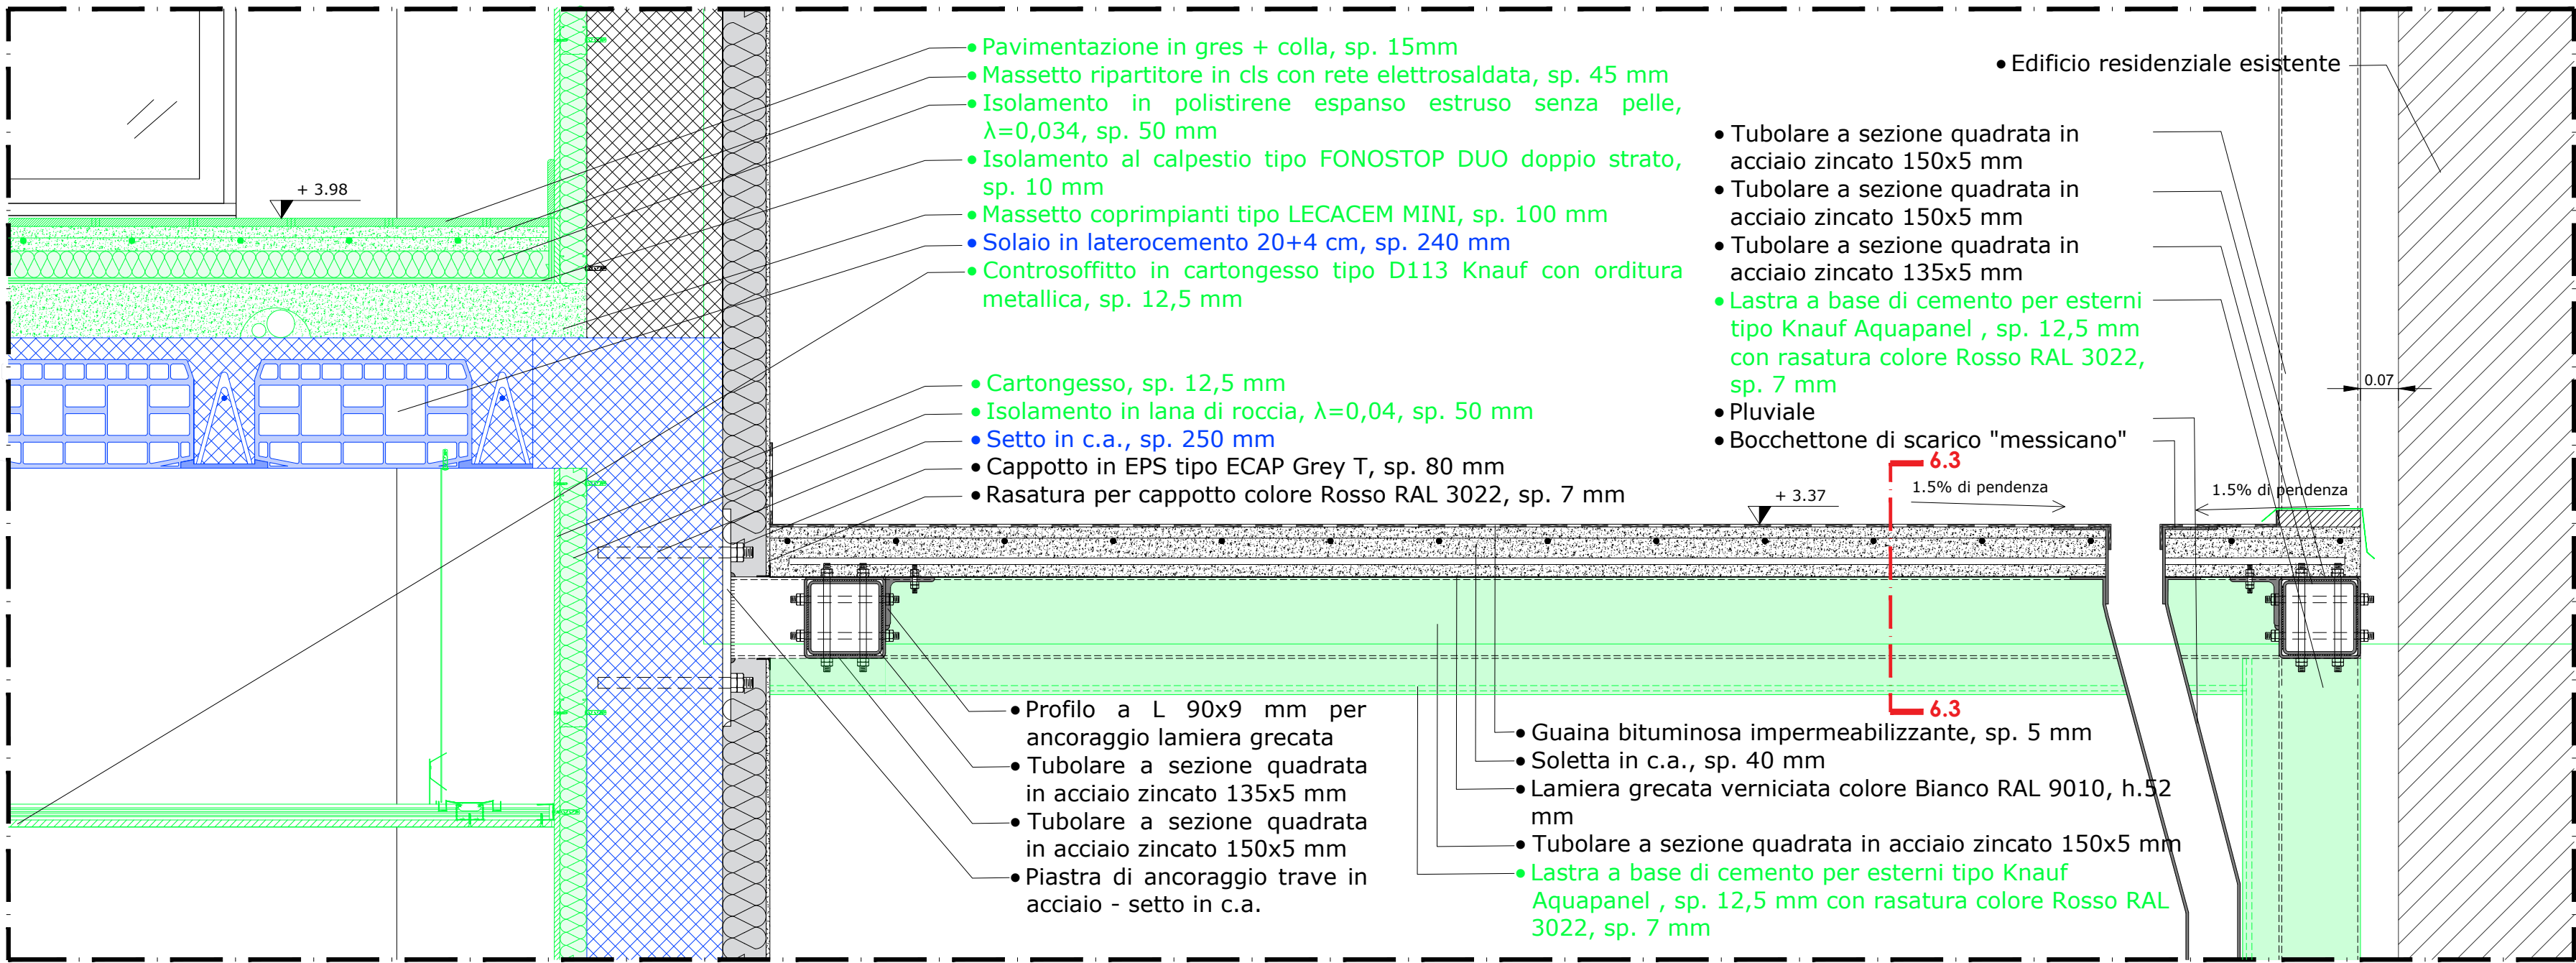 • Pavimentazione in gres + colla, sp. 15mm
• Massetto ripartitore in cls con rete elettrosaldata, sp. 45 mm
• Isolamento in polistirene espanso estruso senza pelle,
λ=0,034, sp. 50 mm
• Isolamento al calpestio tipo FONOSTOP DUO doppio strato,
sp. 10 mm
• Massetto coprimpianti tipo LECACEM MINI, sp. 100 mm
• Solaio in laterocemento 20+4 cm, sp. 240 mm
• Controsoffitto in cartongesso tipo D113 Knauf con orditura
metallica, sp. 12,5 mm
+ 3.98
• Cartongesso, sp. 12,5 mm
• Isolamento in lana di roccia, λ=0,04, sp. 50 mm
• Setto in c.a., sp. 250 mm
• Cappotto in EPS tipo ECAP Grey T, sp. 80 mm
• Rasatura per cappotto colore Rosso RAL 3022, sp. 7 mm
• Edificio residenziale esistente
• Tubolare a sezione quadrata in
acciaio zincato 150x5 mm
• Tubolare a sezione quadrata in
acciaio zincato 150x5 mm
• Tubolare a sezione quadrata in
acciaio zincato 135x5 mm
• Lastra a base di cemento per esterni
tipo Knauf Aquapanel , sp. 12,5 mm
con rasatura colore Rosso RAL 3022,
sp. 7 mm
• Pluviale
• Bocchettone di scarico "messicano"
0.07
6.3
+ 3.37
1.5% di pendenza
1.5% di pendenza
6.3
• Profilo a L 90x9 mm per
ancoraggio lamiera grecata
• Tubolare a sezione quadrata
in acciaio zincato 135x5 mm
• Tubolare a sezione quadrata
in acciaio zincato 150x5 mm
• Piastra di ancoraggio trave in
acciaio - setto in c.a.
• Guaina bituminosa impermeabilizzante, sp. 5 mm
• Soletta in c.a., sp. 40 mm
• Lamiera grecata verniciata colore Bianco RAL 9010, h.52
mm
• Tubolare a sezione quadrata in acciaio zincato 150x5 mm
• Lastra a base di cemento per esterni tipo Knauf
Aquapanel , sp. 12,5 mm con rasatura colore Rosso RAL
3022, sp. 7 mm